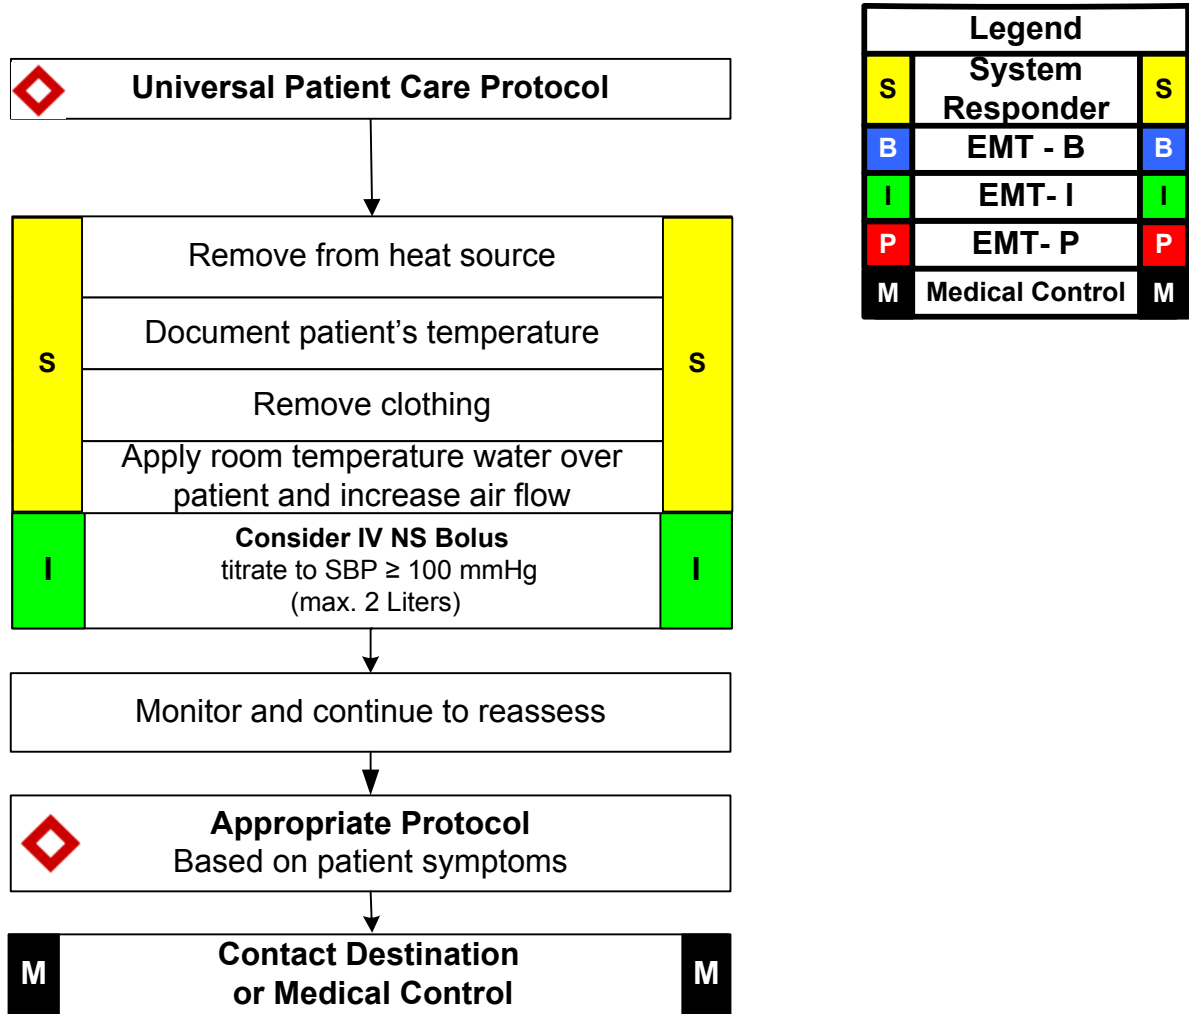 Universal Patient Care Protocol
Legend
S System S
Responder
B EMT - B B
I EMT- I I
P EMT- P P
M Medical Control M
Remove from heat source
Document patient’s temperature
S S
Remove clothing
Apply room temperature water over
patient and increase air flow
Consider IV NS Bolus
I titrate to SBP ≥ 100 mmHg I
(max. 2 Liters)
Monitor and continue to reassess
Appropriate Protocol
Based on patient symptoms
M Contact Destination M
or Medical Control